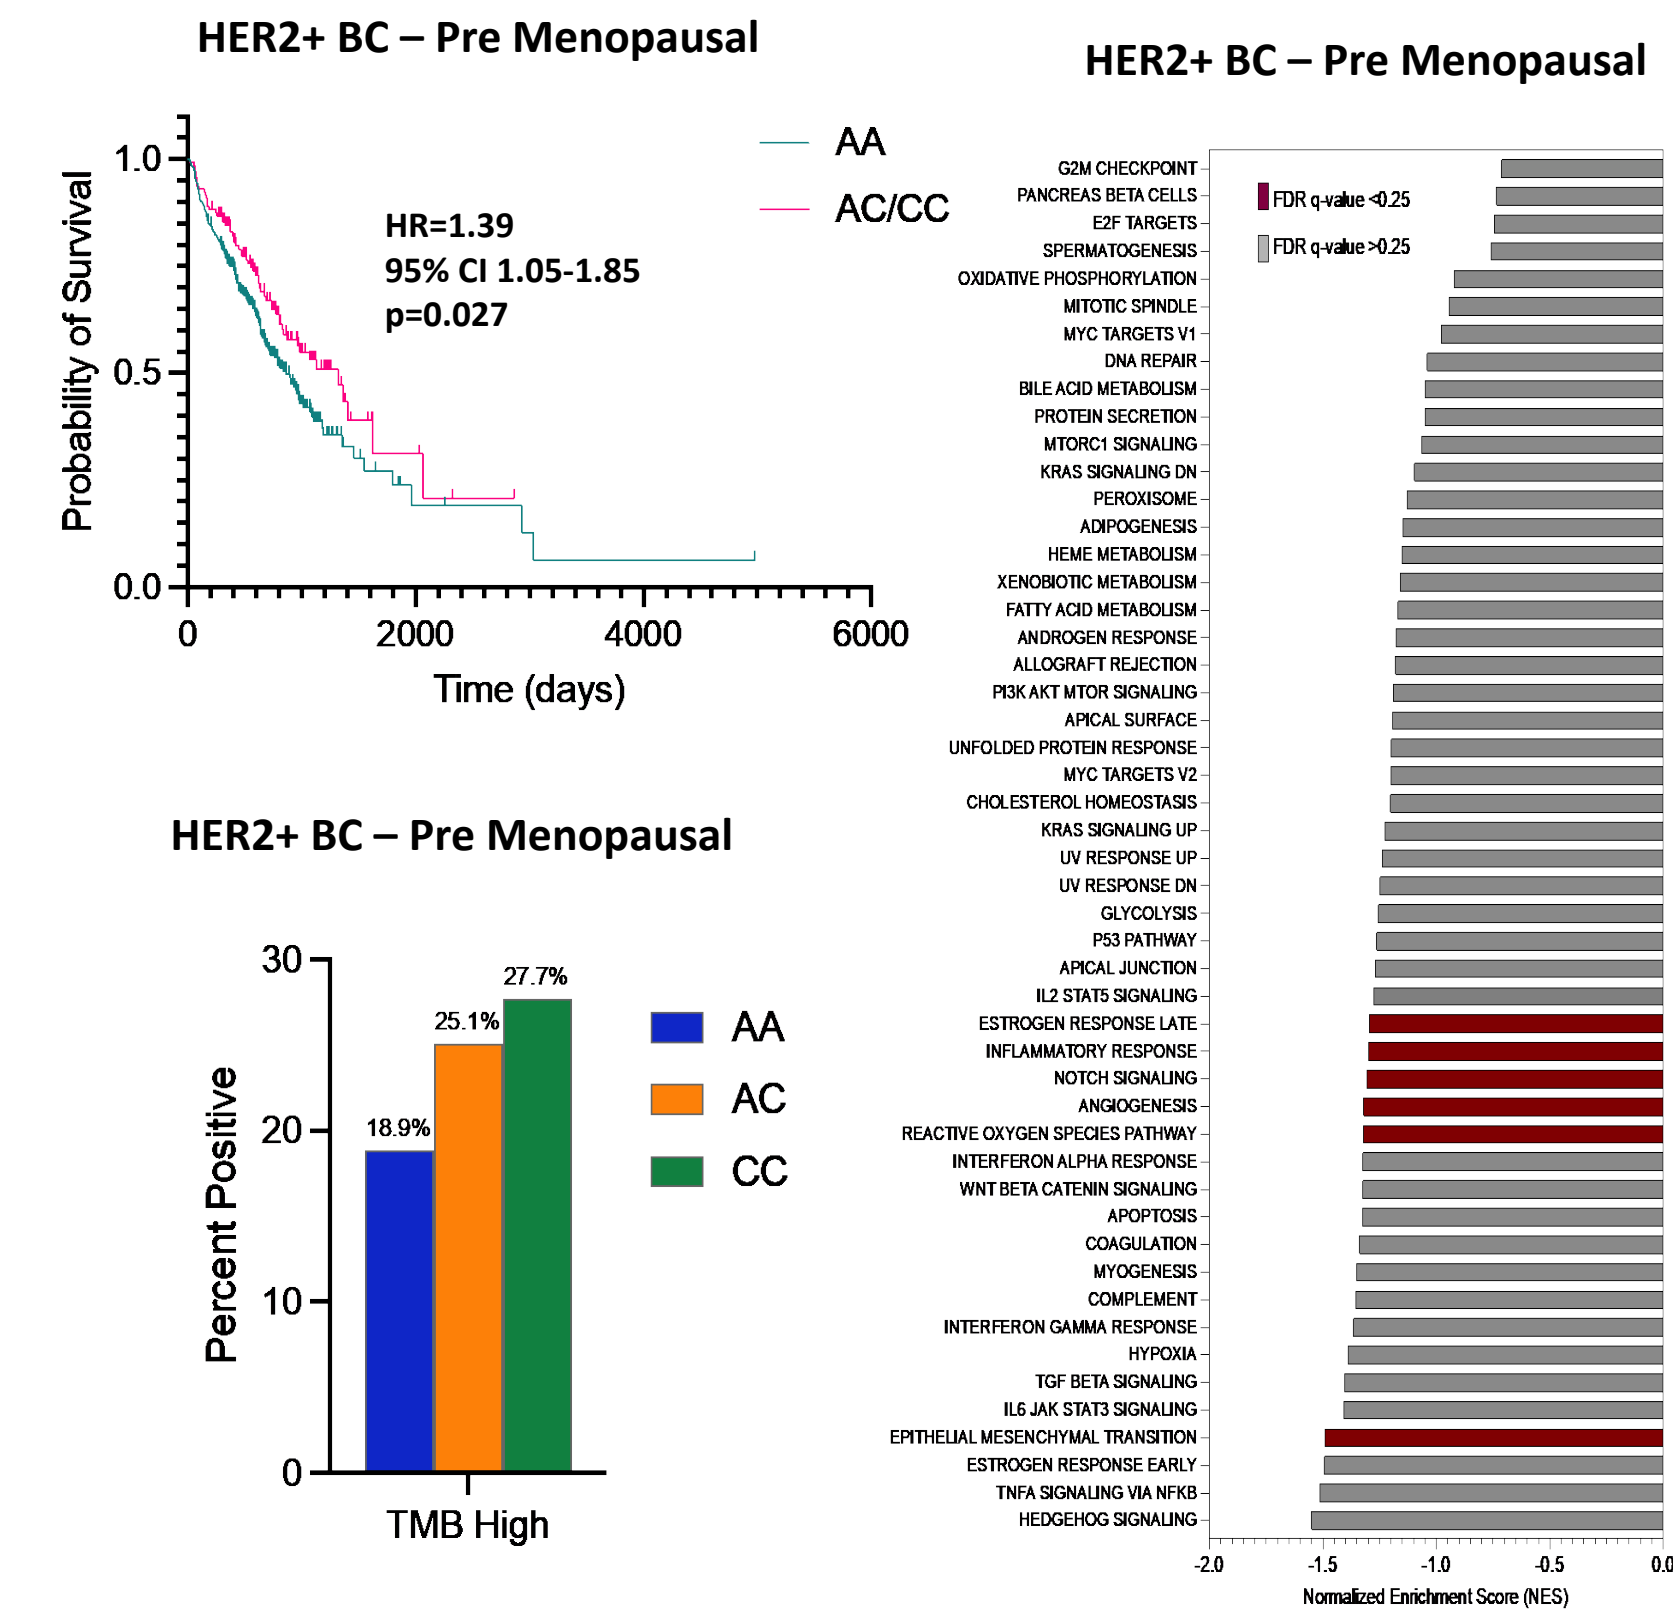 HER2+ BC – Pre Menopausal
AA
AC/CC
HR=1.39
95% CI 1.05-1.85
p=0.027
Probability of Survival
1.0
0.5
0.0
0
2000
4000
6000
Time (days)
HER2+ BC – Pre Menopausal
30
20
10
0
Percent Positive
18.9%
25.1%
27.7%
AA
AC
CC
TMB High
HER2+ BC – Pre Menopausal
FDR q-value <0.25
FDR q-value >0.25
G2M CHECKPOINT
PANCREAS BETA CELLS
E2F TARGETS
SPERMATOGENESIS
OXIDATIVE PHOSPHORYLATION
MITOTIC SPINDLE
MYC TARGETS V1
DNA REPAIR
BILE ACID METABOLISM
PROTEIN SECRETION
MTORC1 SIGNALING
KRAS SIGNALING DN
PEROXISOME
ADIPOGENESIS
HEME METABOLISM
XENOBIOTIC METABOLISM
FATTY ACID METABOLISM
ANDROGEN RESPONSE
ALLOGRAFT REJECTION
PI3K AKT MTOR SIGNALING
APICAL SURFACE
UNFOLDED PROTEIN RESPONSE
MYC TARGETS V2
CHOLESTEROL HOMEOSTASIS
KRAS SIGNALING UP
UV RESPONSE UP
UV RESPONSE DN
GLYCOLYSIS
P53 PATHWAY
APICAL JUNCTION
IL2 STAT5 SIGNALING
ESTROGEN RESPONSE LATE
INFLAMMATORY RESPONSE
NOTCH SIGNALING
ANGIOGENESIS
REACTIVE OXYGEN SPECIES PATHWAY
INTERFERON ALPHA RESPONSE
WNT BETA CATENIN SIGNALING
APOPTOSIS
COAGULATION
MYOGENESIS
COMPLEMENT
INTERFERON GAMMA RESPONSE
HYPOXIA
TGF BETA SIGNALING
IL6 JAK STAT3 SIGNALING
EPITHELIAL MESENCHYMAL TRANSITION
ESTROGEN RESPONSE EARLY
TNFA SIGNALING VIA NFKB
HEDGEHOG SIGNALING
-2.0
-1.5
-1.0
-0.5
0.0
Normalized Enrichment Score (NES)